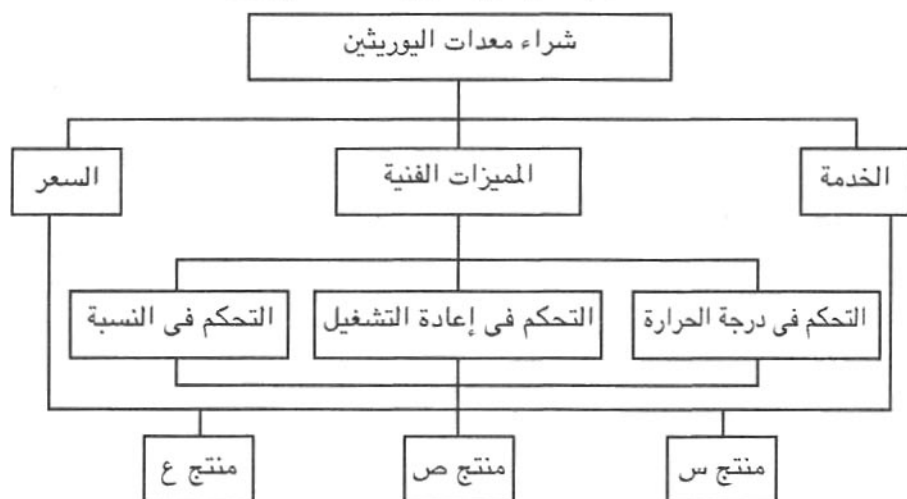 شراء معدات اليوريثين
الخدمة
المميزات الفنية
السعر
التحكم فى درجة الحرارة
التحكم فى إعادة التشغيل
التحكم فى النسبة
منتج س
منتج ص
منتج ع